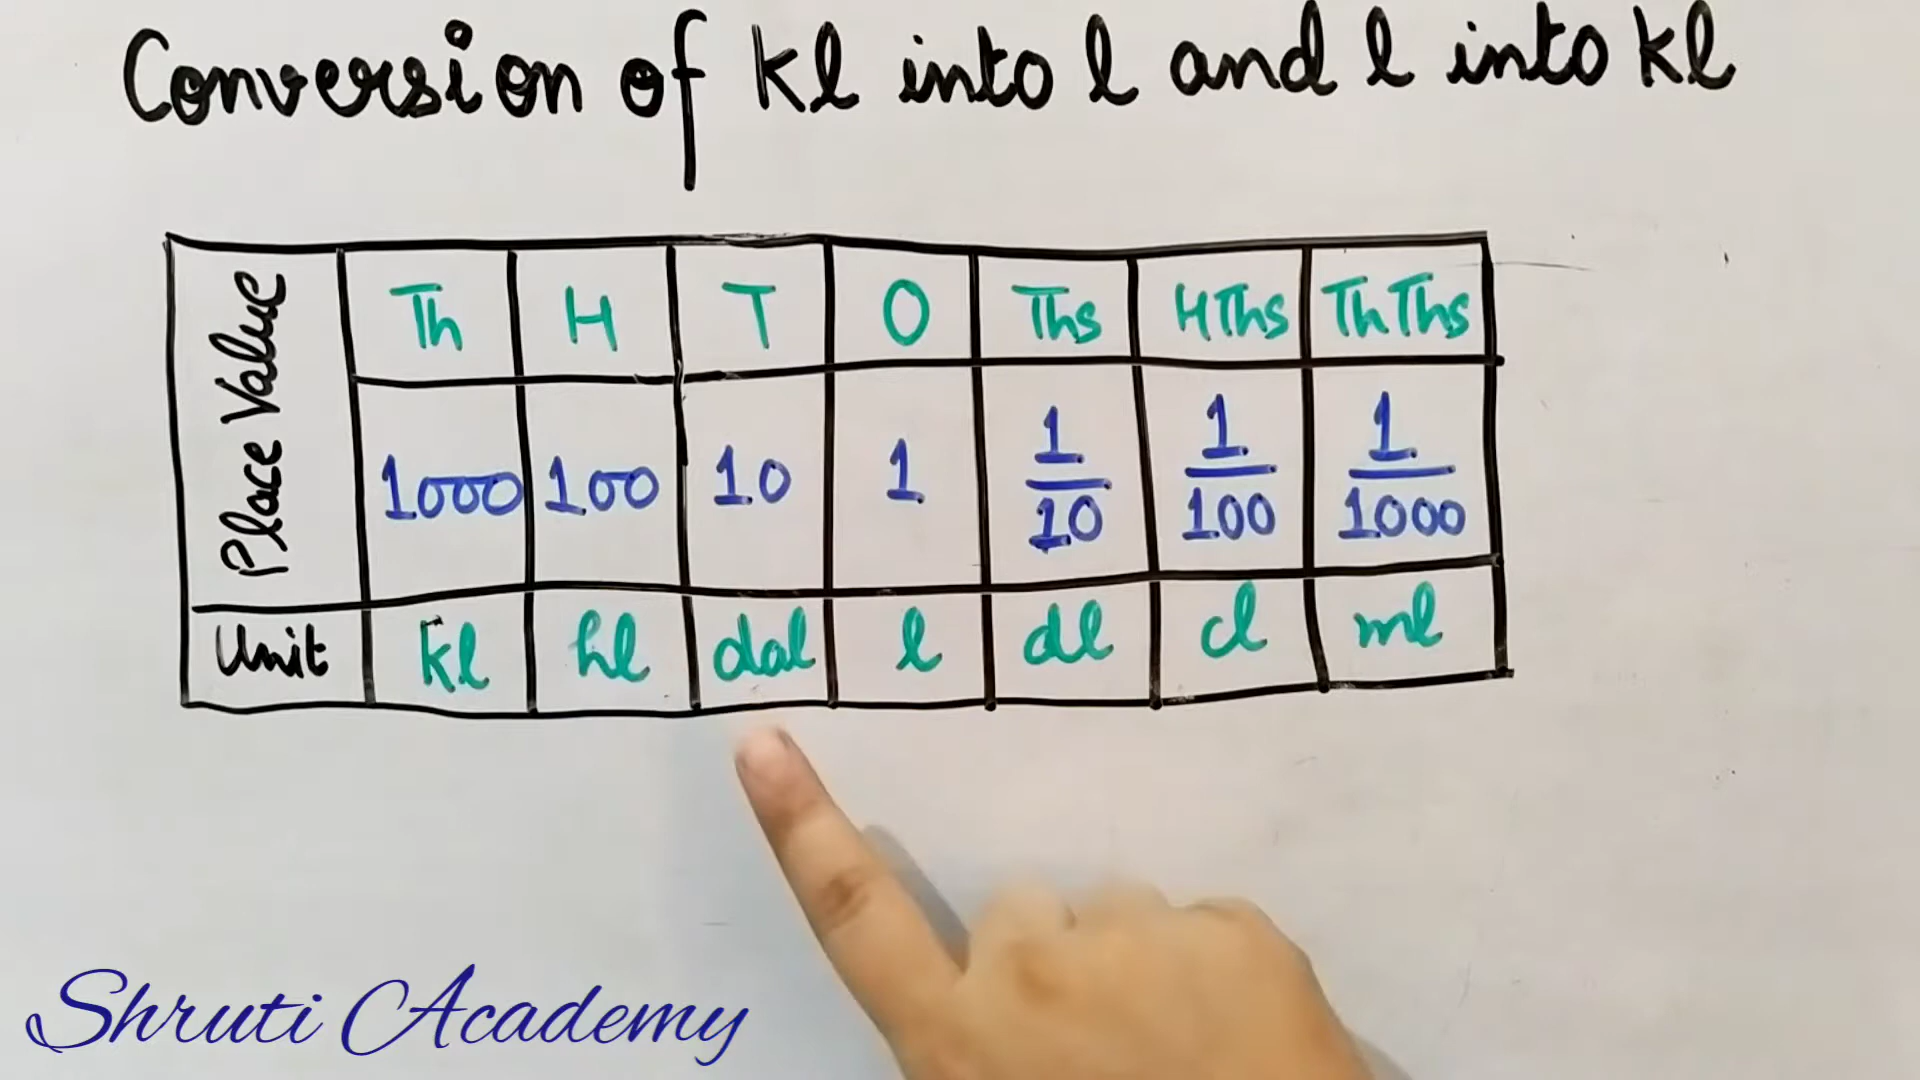 Conversion of kl into l and l into kl
Place Value Th H T O Ths HThs ThThs
1000 100 10 1 1/10 1/100 1/1000
Unit kl hl dal l dl cl ml
Shruti Academy